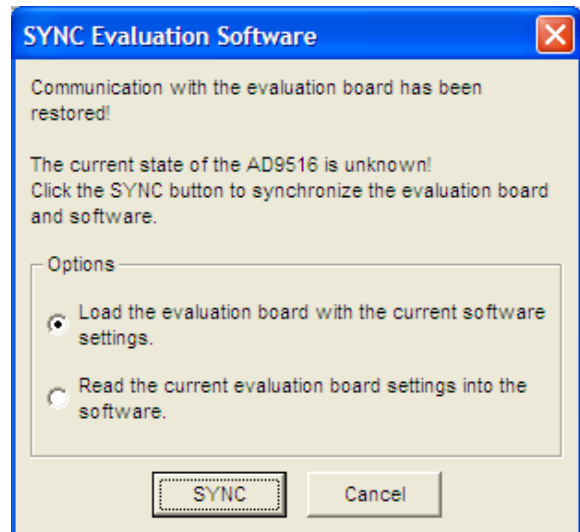 SYNC Evaluation Software
Communication with the evaluation board has been
restored!
The current state of the AD9516 is unknown!
Click the SYNC button to synchronize the evaluation board
and software.
Options
Load the evaluation board with the current software
settings.
Read the current evaluation board settings into the
software.
SYNC
Cancel